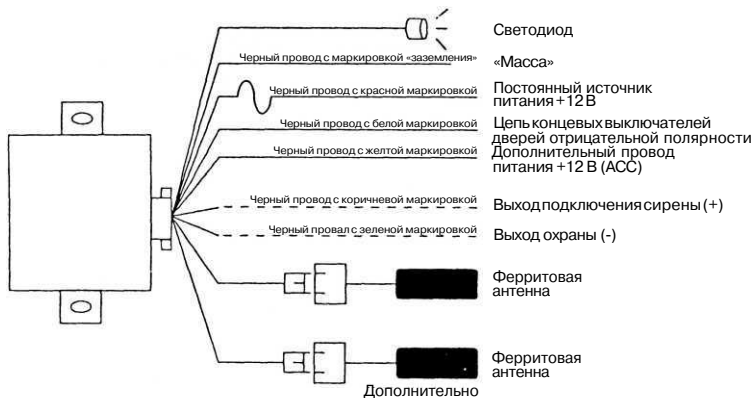 Светодиод
Черный провод с маркировкой «заземления»
«Масса»
Черный провод с красной маркировкой
Постоянный источник
питания +12 В
Черный провод с белой маркировкой
Цепь концевых выключателей
дверей отрицательной полярности
Черный провод с желтой маркировкой
Дополнительный провод
питания +12 В (АСС)
Черный провод с коричневой маркировкой
Выход подключения сирены (+)
Черный провал с зеленой маркировкой
Выход охраны (-)
Ферритовая
антенна
Ферритовая
антенна
Дополнительно